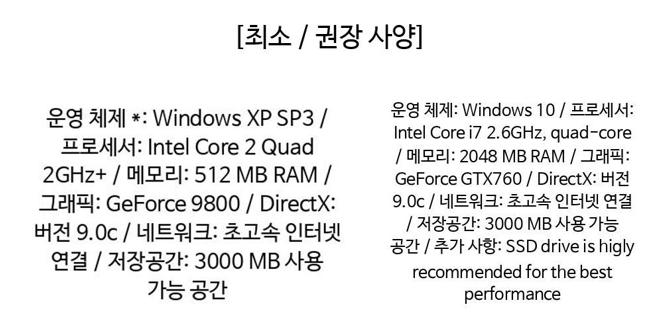 [최소 / 권장 사양]
운영 체제 *: Windows XP SP3 /
프로세서: Intel Core 2 Quad
2GHz+ / 메모리: 512 MB RAM /
그래픽: GeForce 9800 / DirectX:
버전 9.0c / 네트워크: 초고속 인터넷
연결 / 저장공간: 3000 MB 사용
가능 공간
운영 체제: Windows 10 / 프로세서:
Intel Core i7 2.6GHz, quad-core
/ 메모리: 2048 MB RAM / 그래픽:
GeForce GTX760 / DirectX: 버전
9.0c / 네트워크: 초고속 인터넷 연결
/ 저장공간: 3000 MB 사용 가능
공간 / 추가 사항: SSD drive is higly
recommended for the best
performance